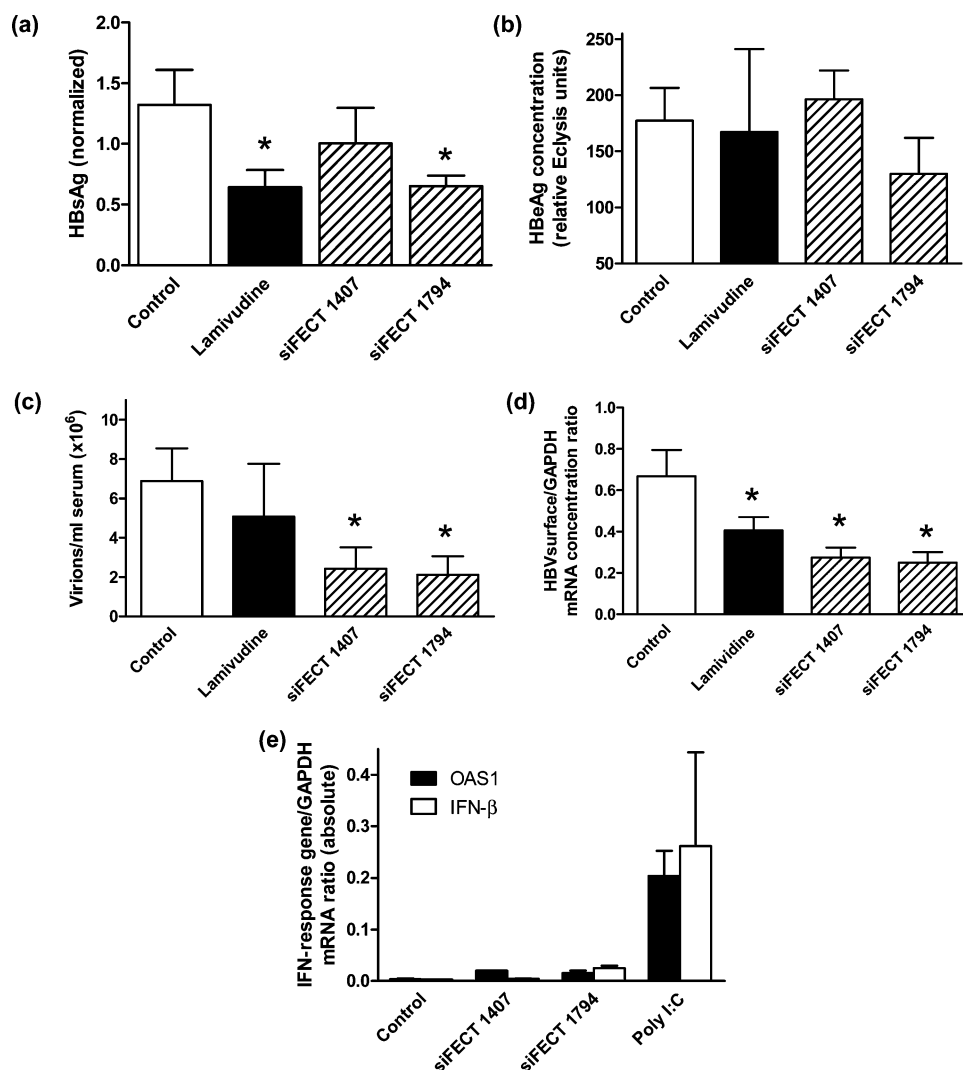 (a)
HBsAg (normalized)
2.0
1.5
1.0
0.5
0.0
*
*
Control
Lamivudine
siFECT 1407
siFECT 1794
(b)
HBeAg concentration
(relative Eclysis units)
250
200
150
100
50
Control
Lamivudine
siFECT 1407
siFECT 1794
(c)
Virions/ml serum (x10⁶)
10
8
6
4
2
0
*
*
Control
Lamivudine
siFECT 1407
siFECT 1794
(d)
HBVsurface/GAPDH
mRNA concentration ratio
1.0
0.8
0.6
0.4
0.2
0.0
*
*
*
Control
Lamividine
siFECT 1407
siFECT 1794
(e)
IFN-response gene/GAPDH
mRNA ratio (absolute)
0.4
0.3
0.2
0.1
0.0
OAS1
IFN-β
Control
siFECT 1407
siFECT 1794
Poly I:C